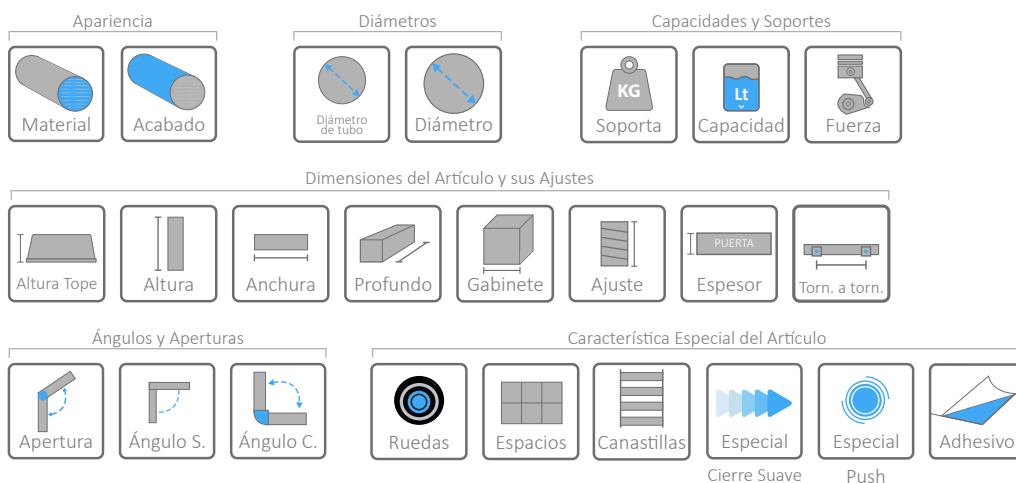 Apariencia
Diámetros
Capacidades y Soportes
Material
Acabado
Diámetro
de tubo
Diámetro
KG
Soporta
Lt
Capacidad
Fuerza
Dimensiones del Artículo y sus Ajustes
Altura Tope
Altura
Anchura
Profundo
Gabinete
Ajuste
PUERTA
Espesor
Torn. a torn.
Ángulos y Aperturas
Característica Especial del Artículo
Apertura
Ángulo S.
Ángulo C.
Ruedas
Espacios
Canastillas
Especial
Cierre Suave
Especial
Push
Adhesivo